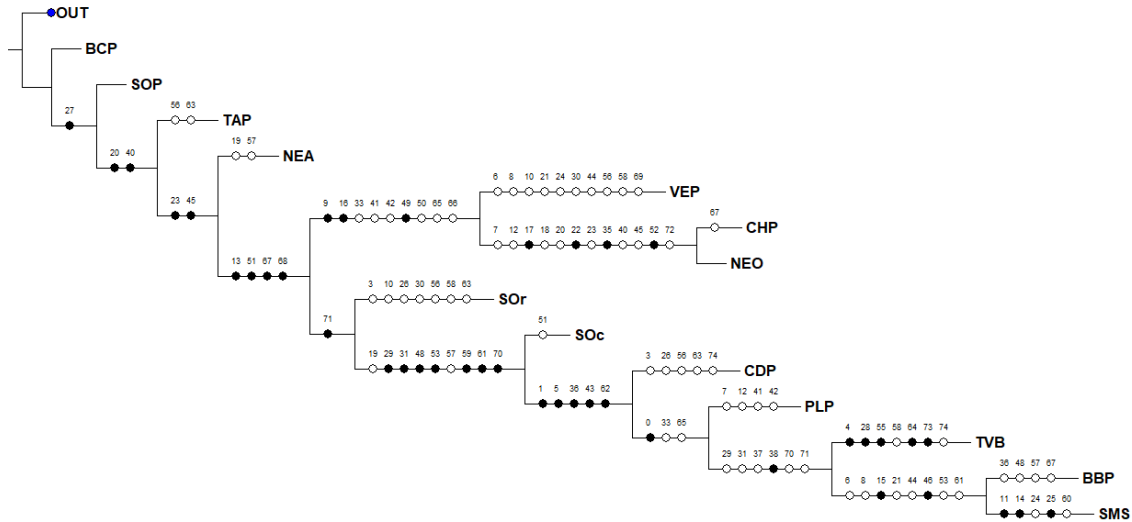 OUT
BCP
SOP
27
56 63
TAP
20 40
19 57
NEA
23 45
6 8 10 21 24 30 44 56 58 69
VEP
9 16 33 41 42 49 50 65 66
67
CHP
7 12 17 18 20 22 23 35 40 45 52 72
NEO
13 51 67 68
3 10 26 30 56 58 63
SOr
71
51
SOc
19 29 31 48 53 57 59 61 70
3 26 56 63 74
CDP
1 5 36 43 62
7 12 41 42
PLP
0 33 65
4 28 55 58 64 73 74
TVB
29 31 37 38 70 71
36 48 57 67
BBP
6 8 15 21 44 46 53 61
11 14 24 25 60
SMS